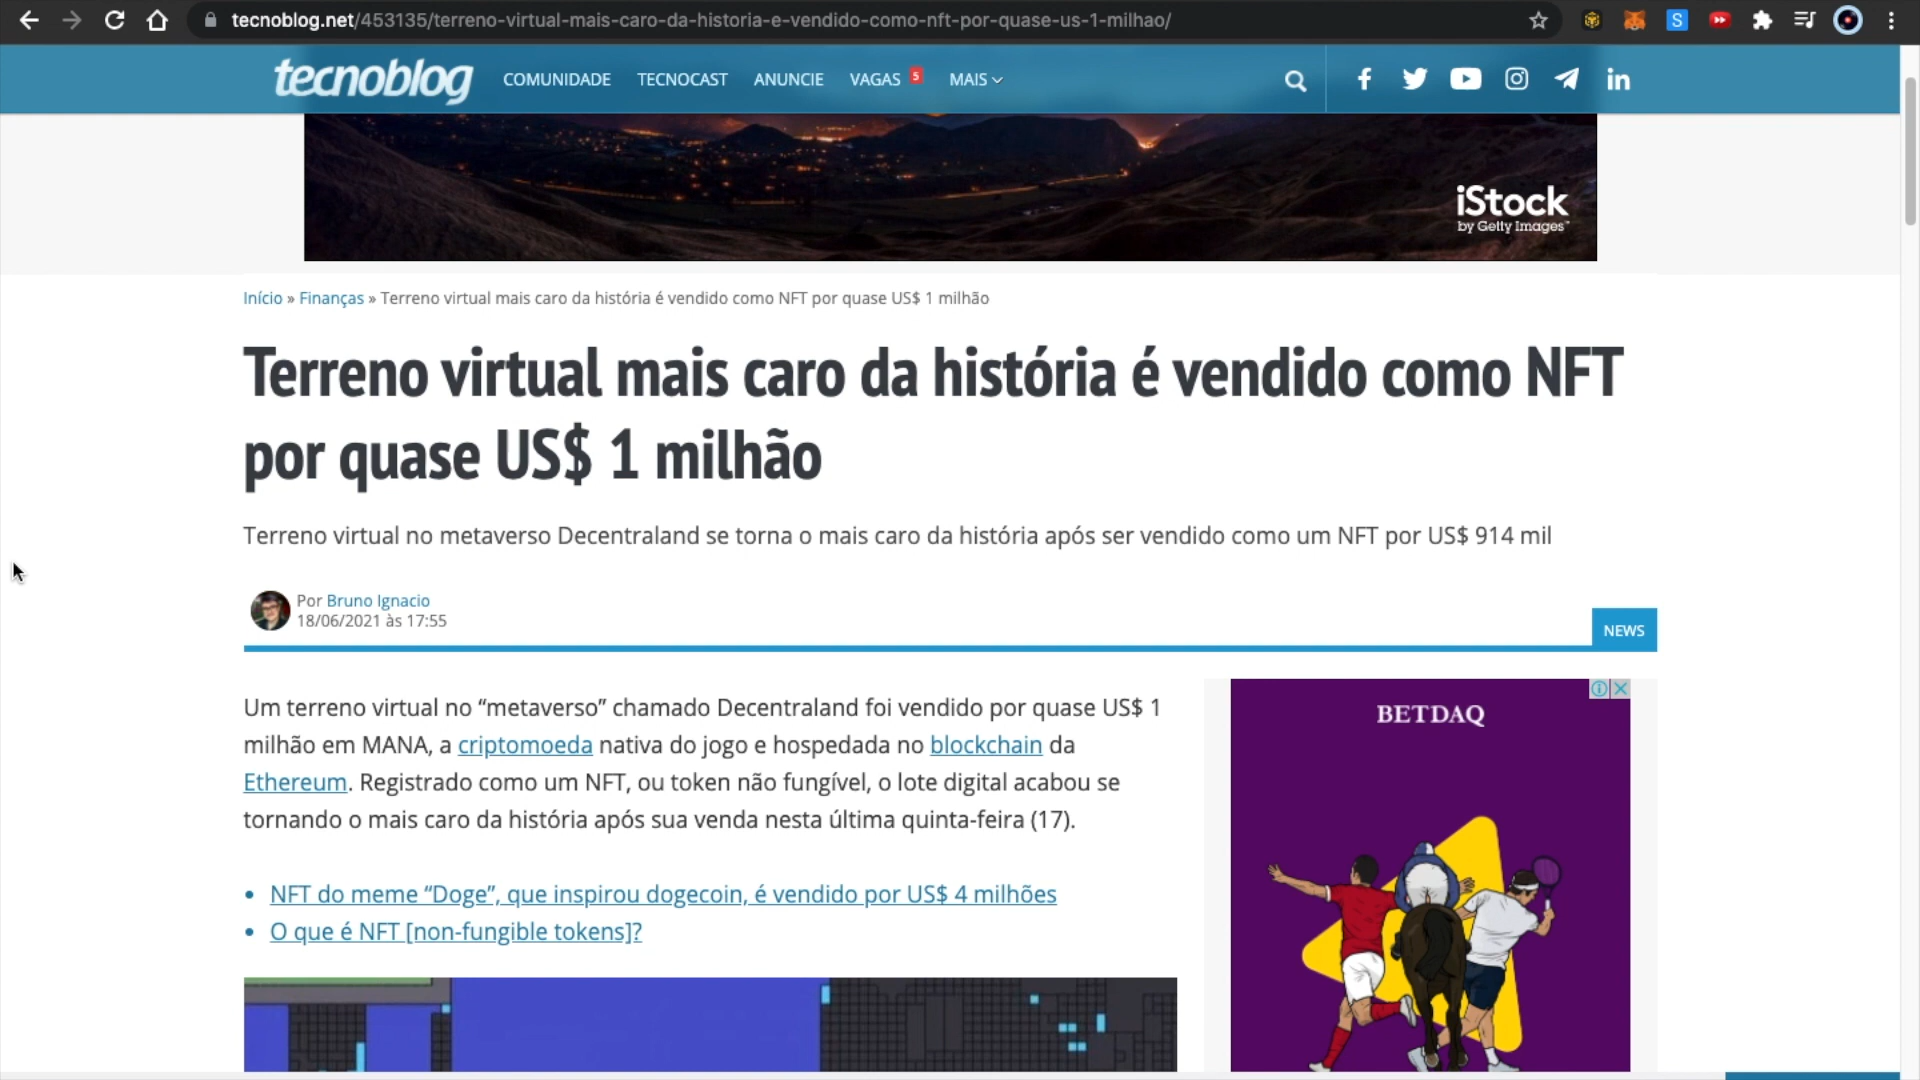 tecnoblog.net/453135/terreno-virtual-mais-caro-da-historia-e-vendido-como-nft-por-quase-us-1-milhao/
S
tecnoblog COMUNIDADE TECNOCAST ANUNCIE VAGAS 5 MAIS
iStock
by Getty Images™
Início » Finanças » Terreno virtual mais caro da história é vendido como NFT por quase US$ 1 milhão
Terreno virtual mais caro da história é vendido como NFT
por quase US$ 1 milhão
Terreno virtual no metaverso Decentraland se torna o mais caro da história após ser vendido como um NFT por US$ 914 mil
Por Bruno Ignacio
18/06/2021 às 17:55
NEWS
Um terreno virtual no “metaverso” chamado Decentraland foi vendido por quase US$ 1
milhão em MANA, a criptomoeda nativa do jogo e hospedada no blockchain da
Ethereum. Registrado como um NFT, ou token não fungível, o lote digital acabou se
tornando o mais caro da história após sua venda nesta última quinta-feira (17).
• NFT do meme “Doge”, que inspirou dogecoin, é vendido por US$ 4 milhões
• O que é NFT [non-fungible tokens]?
BETDAQ